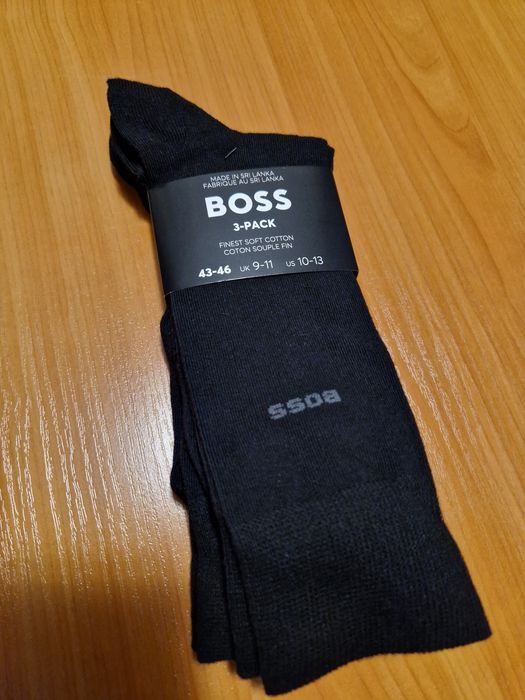 MADE IN SRI LANKA
FABRIQUE AU SRI LANKA
BOSS
3-PACK
FINEST SOFT COTTON
COTON SOUPLE FIN
43-46 UK 9-11 US 10-13
BOSS